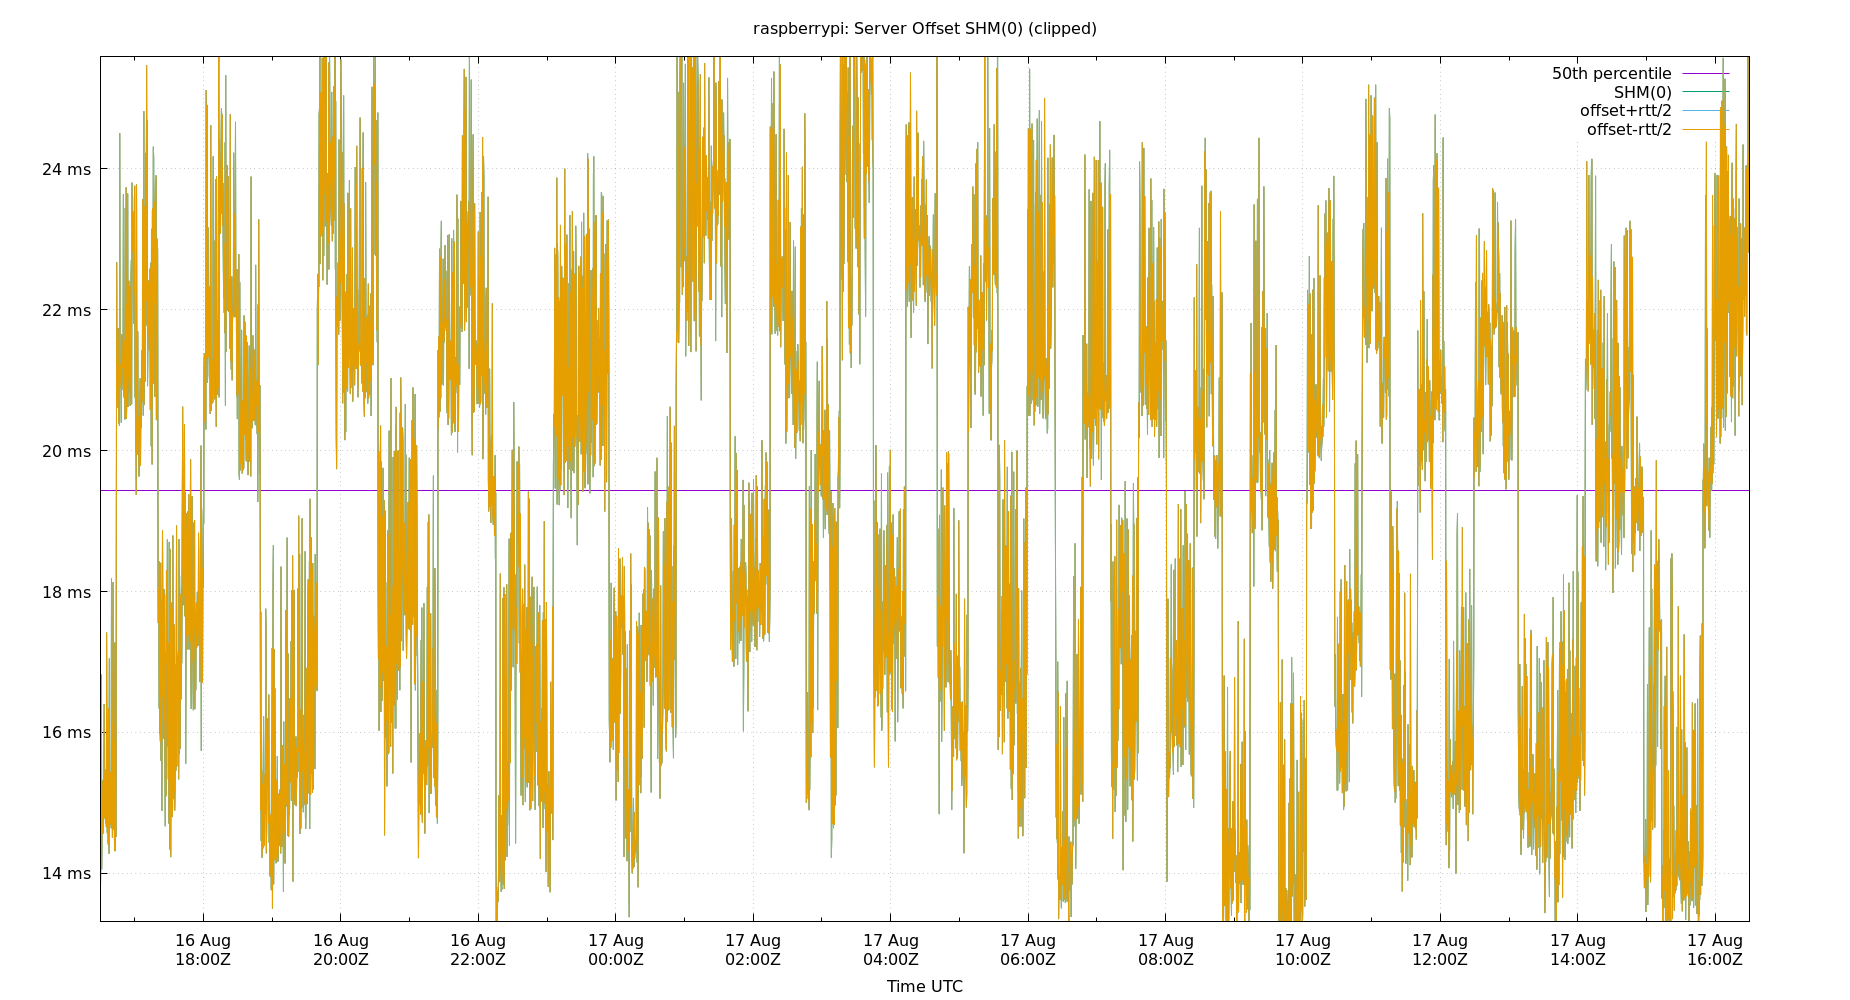 raspberrypi: Server Offset SHM(0) (clipped)
50th percentile
SHM(0)
offset+rtt/2
offset-rtt/2
24 ms
22 ms
20 ms
18 ms
16 ms
14 ms
16 Aug 16 Aug 16 Aug 17 Aug 17 Aug 17 Aug 17 Aug 17 Aug 17 Aug 17 Aug 17 Aug 17 Aug
18:00Z 20:00Z 22:00Z 00:00Z 02:00Z 04:00Z 06:00Z 08:00Z 10:00Z 12:00Z 14:00Z 16:00Z
Time UTC